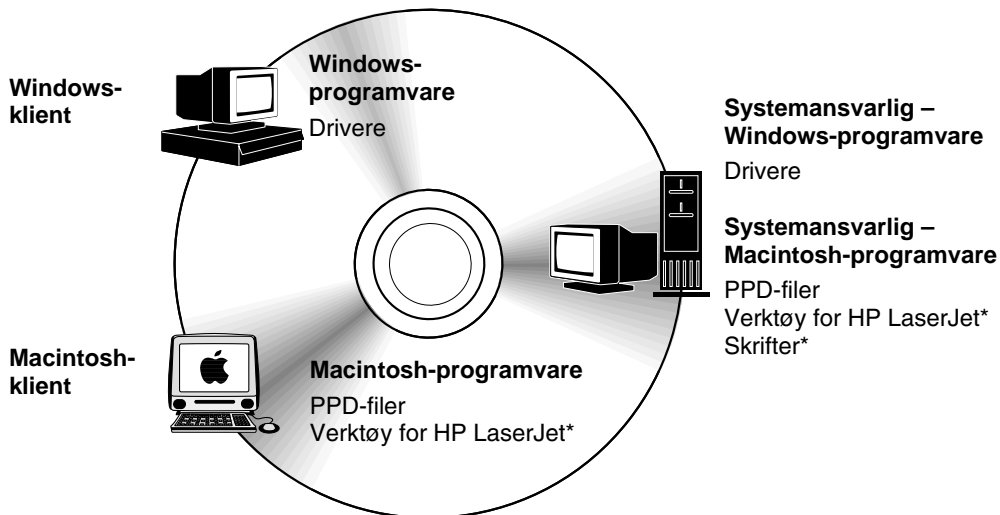 Windows-
klient
Windows-
programvare
Drivere
Systemansvarlig –
Windows-programvare
Drivere
Systemansvarlig –
Macintosh-programvare
PPD-filer
Verktøy for HP LaserJet*
Skrifter*
Macintosh-
klient
Macintosh-programvare
PPD-filer
Verktøy for HP LaserJet*